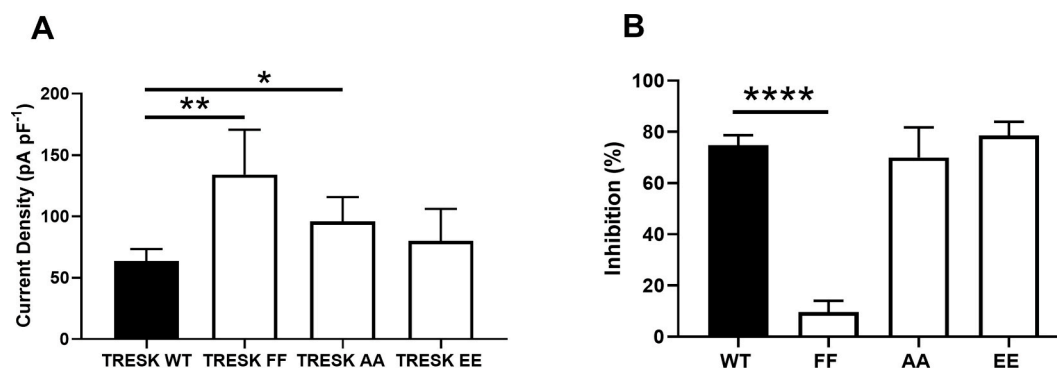 A
Current Density (pA pF⁻¹)
200
150
100
50
0
*
**
TRESK WT TRESK FF TRESK AA TRESK EE
B
Inhibition (%)
100
80
60
40
20
0
****
WT FF AA EE